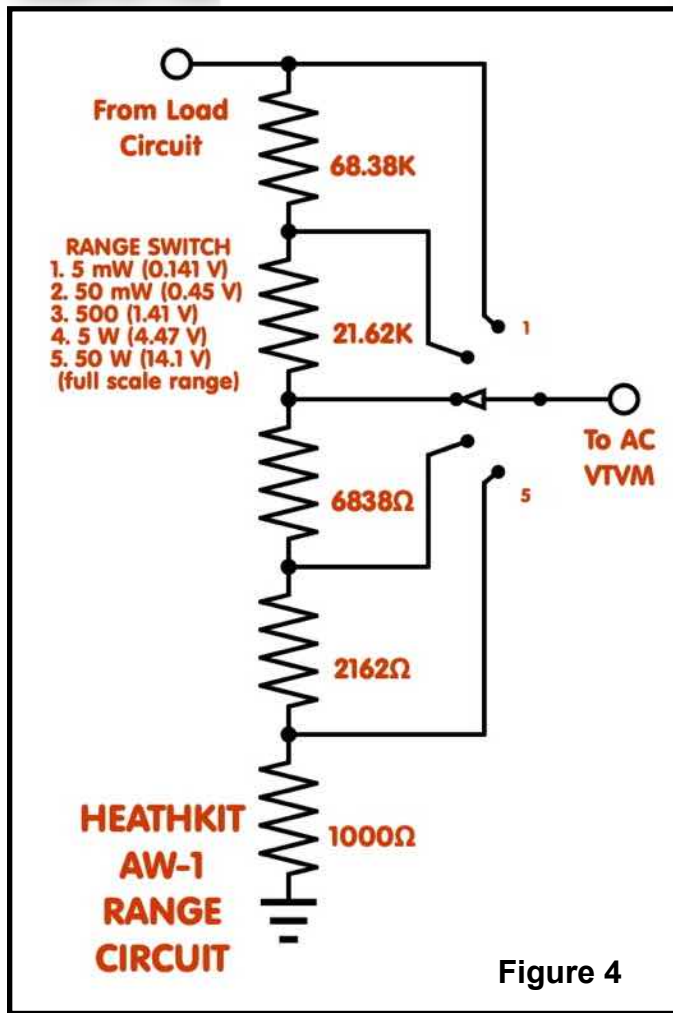 From Load
Circuit
68.38K
RANGE SWITCH
1. 5 mW (0.141 V)
2. 50 mW (0.45 V)
3. 500 (1.41 V)
4. 5 W (4.47 V)
5. 50 W (14.1 V)
(full scale range)
21.62K
1
To AC
VTVM
5
6838Ω
2162Ω
1000Ω
HEATHKIT
AW-1
RANGE
CIRCUIT
Figure 4